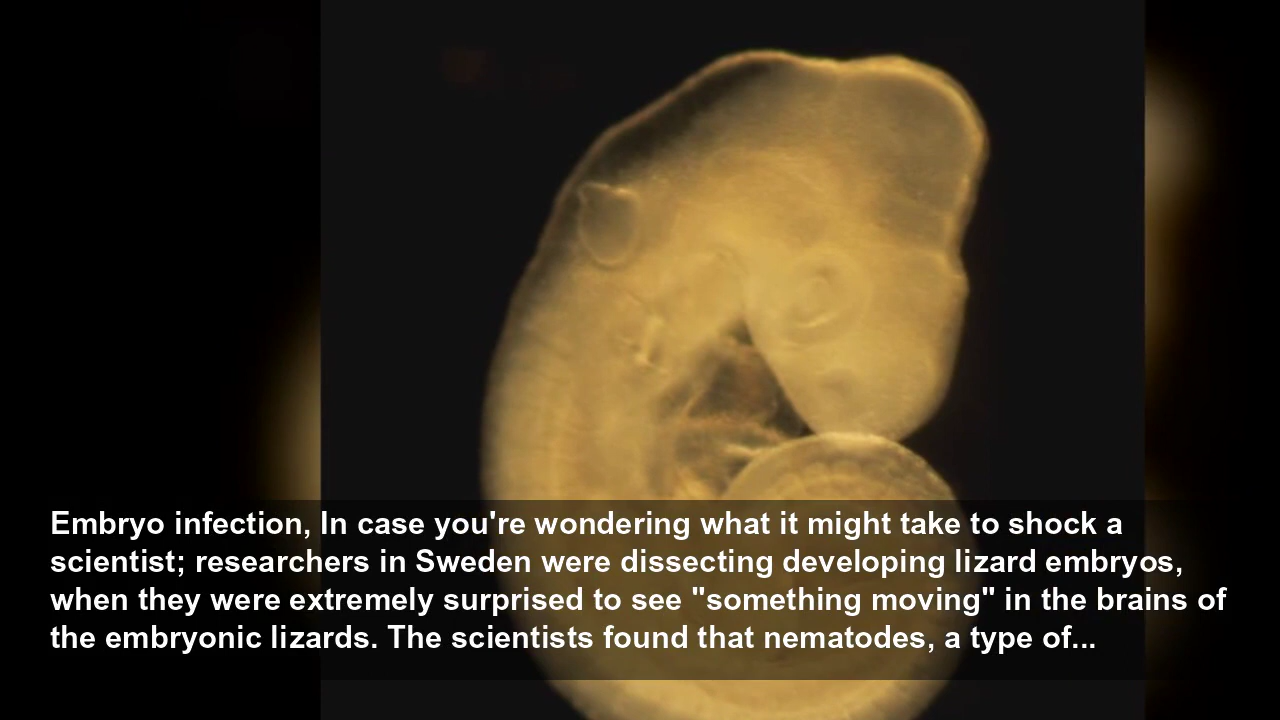 Embryo infection, In case you're wondering what it might take to shock a
scientist; researchers in Sweden were dissecting developing lizard embryos,
when they were extremely surprised to see "something moving" in the brains of
the embryonic lizards. The scientists found that nematodes, a type of...